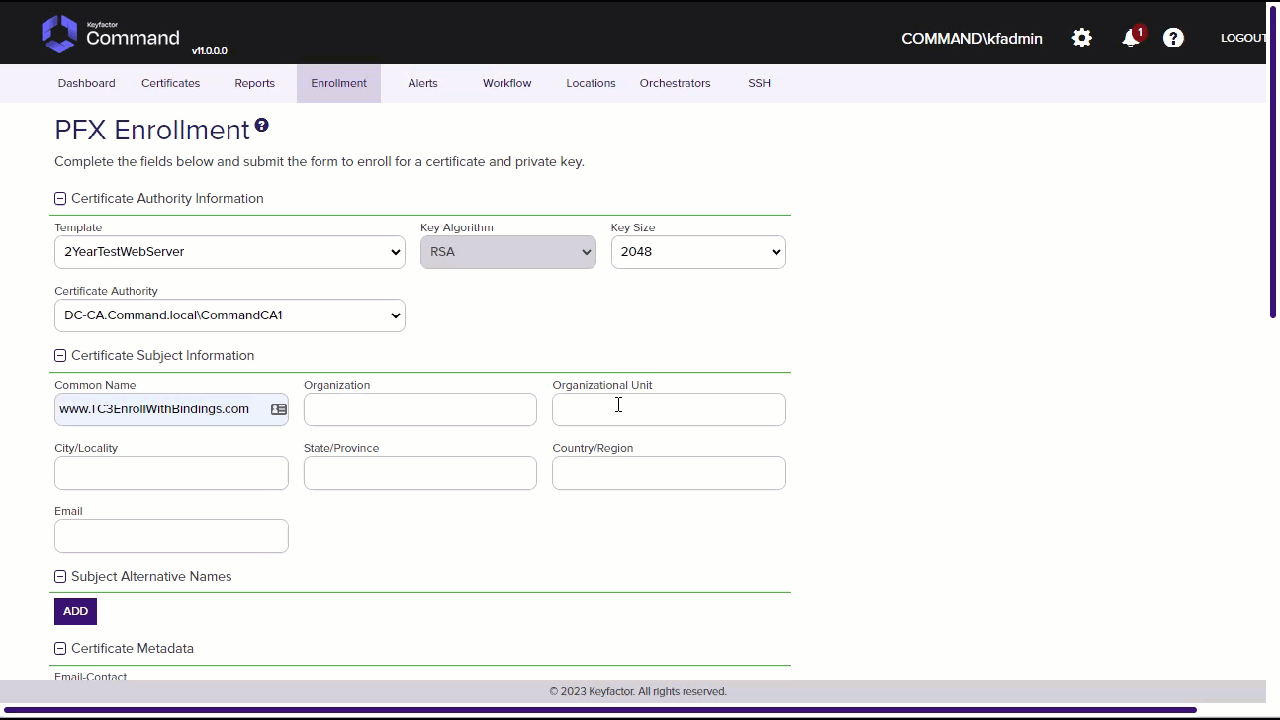 Keyfactor
Command
v11.0.0.0
COMMAND\kfadmin
1
LOGOUT
Dashboard
Certificates
Reports
Enrollment
Alerts
Workflow
Locations
Orchestrators
SSH
PFX Enrollment
Complete the fields below and submit the form to enroll for a certificate and private key.
Certificate Authority Information
Template
Key Algorithm
Key Size
2YearTestWebServer
RSA
2048
Certificate Authority
DC-CA.Command.local\CommandCA1
Certificate Subject Information
Common Name
Organization
Organizational Unit
www.TC3EnrollWithBindings.com
City/Locality
State/Province
Country/Region
Email
Subject Alternative Names
ADD
Certificate Metadata
Email-Contact
© 2023 Keyfactor. All rights reserved.